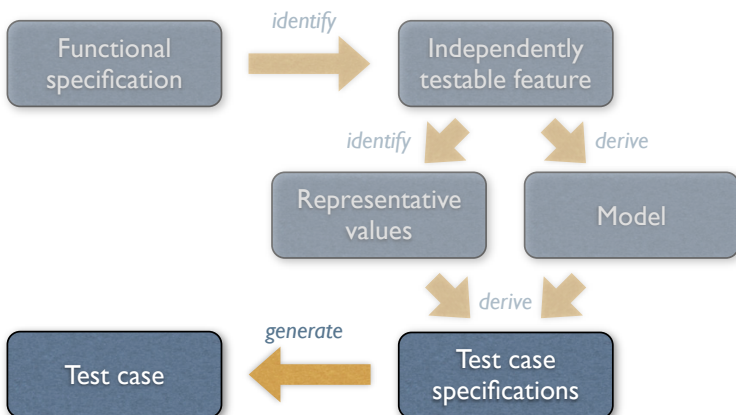 identify
Functional
specification
Independently
testable feature
identify
derive
Representative
values
Model
derive
generate
Test case
Test case
specifications